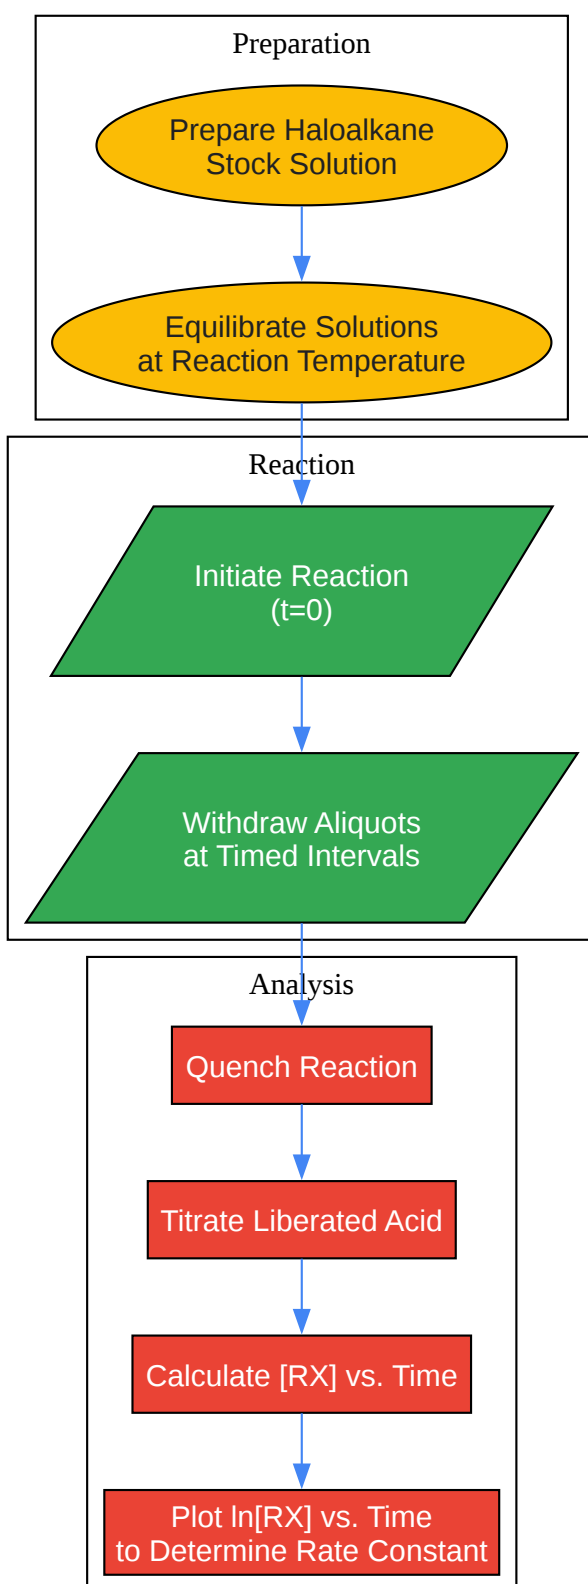 Preparation
Prepare Haloalkane
Stock Solution
Equilibrate Solutions
at Reaction Temperature
Reaction
Initiate Reaction
(t=0)
Withdraw Aliquots
at Timed Intervals
Analysis
Quench Reaction
Titrate Liberated Acid
Calculate [RX] vs. Time
Plot ln[RX] vs. Time
to Determine Rate Constant